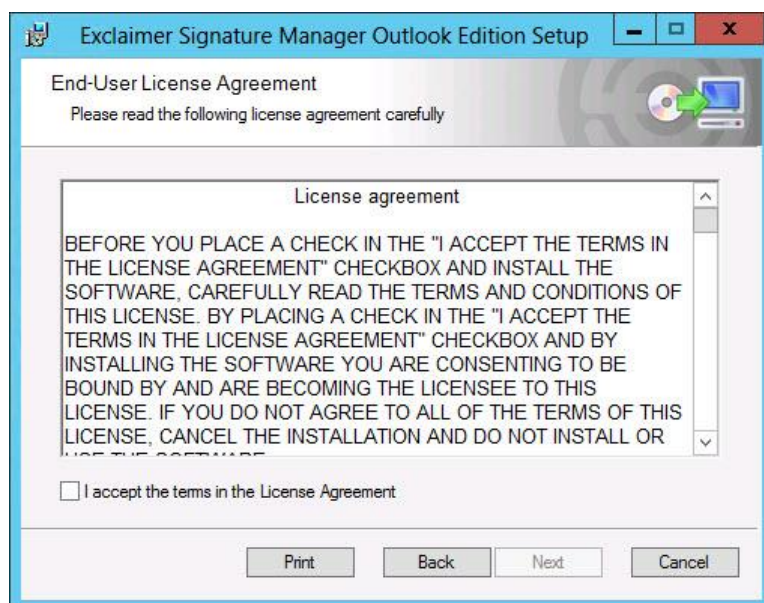 Exclaimer Signature Manager Outlook Edition Setup
End-User License Agreement
Please read the following license agreement carefully
License agreement
BEFORE YOU PLACE A CHECK IN THE "I ACCEPT THE TERMS IN
THE LICENSE AGREEMENT" CHECKBOX AND INSTALL THE
SOFTWARE, CAREFULLY READ THE TERMS AND CONDITIONS OF
THIS LICENSE. BY PLACING A CHECK IN THE "I ACCEPT THE
TERMS IN THE LICENSE AGREEMENT" CHECKBOX AND BY
INSTALLING THE SOFTWARE YOU ARE CONSENTING TO BE
BOUND BY AND ARE BECOMING THE LICENSEE TO THIS
LICENSE. IF YOU DO NOT AGREE TO ALL OF THE TERMS OF THIS
LICENSE, CANCEL THE INSTALLATION AND DO NOT INSTALL OR
USE THE SOFTWARE
I accept the terms in the License Agreement
Print Back Next Cancel